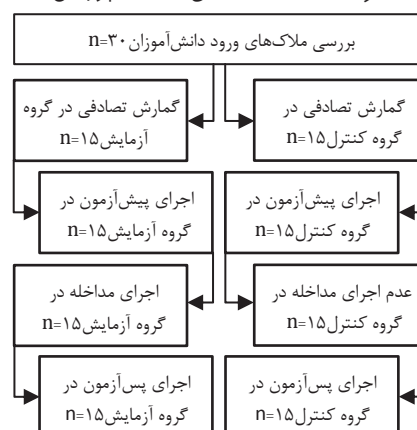 بررسی ملاک‌های ورود دانش‌آموزان n=۳۰
گمارش تصادفی در
گروه کنترل n=۱۵
گمارش تصادفی در گروه
آزمایش n=۱۵
اجرای پیش‌آزمون در
گروه کنترل n=۱۵
اجرای پیش‌آزمون در
گروه آزمایش n=۱۵
عدم اجرای مداخله در
گروه کنترل n=۱۵
اجرای مداخله در
گروه آزمایش n=۱۵
اجرای پس‌آزمون در
گروه کنترل n=۱۵
اجرای پس‌آزمون در
گروه آزمایش n=۱۵